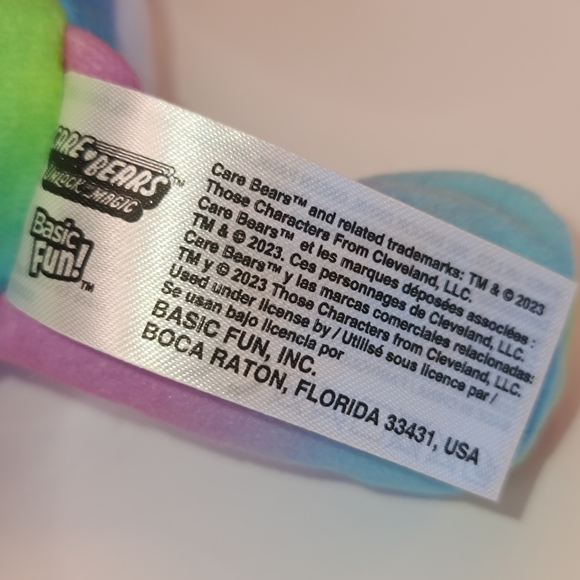 CARE BEARS™
UNLOCK THE MAGIC
Basic
Fun!™
Care Bears™ and related trademarks: TM & © 2023
Those Characters From Cleveland, LLC.
Care Bears™ et les marques déposées associées :
TM & © 2023. Ces personnages de Cleveland, LLC.
Care Bears™ y las marcas comerciales relacionadas:
TM y © 2023 Those Characters from Cleveland, LLC.
Used under license by / Utilisé sous licence par /
Se usan bajo licencia por
BASIC FUN, INC.
BOCA RATON, FLORIDA 33431, USA